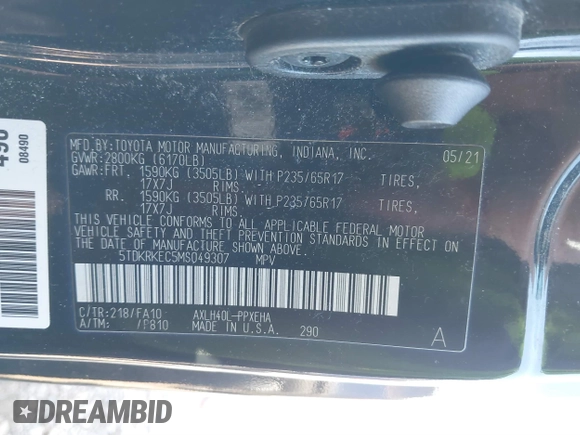 490
08490
MFD.BY:TOYOTA MOTOR MANUFACTURING, INDIANA, INC. 05/21
GVWR:2800KG (6170LB)
GAWR:FRT. 1590KG (3505LB) WITH P235/65R17 TIRES,
17X7J RIMS,
RR. 1590KG (3505LB) WITH P235/65R17 TIRES,
17X7J RIMS,
THIS VEHICLE CONFORMS TO ALL APPLICABLE FEDERAL MOTOR
VEHICLE SAFETY AND THEFT PREVENTION STANDARDS IN EFFECT
ON THE DATE OF MANUFACTURE SHOWN ABOVE.
5TDKRKEC5MS049307 MPV
C/TR:218/FA10 AXLH40L-PPXEHA
A/TM: /P810 MADE IN U.S.A. 290 A
DREAMBID